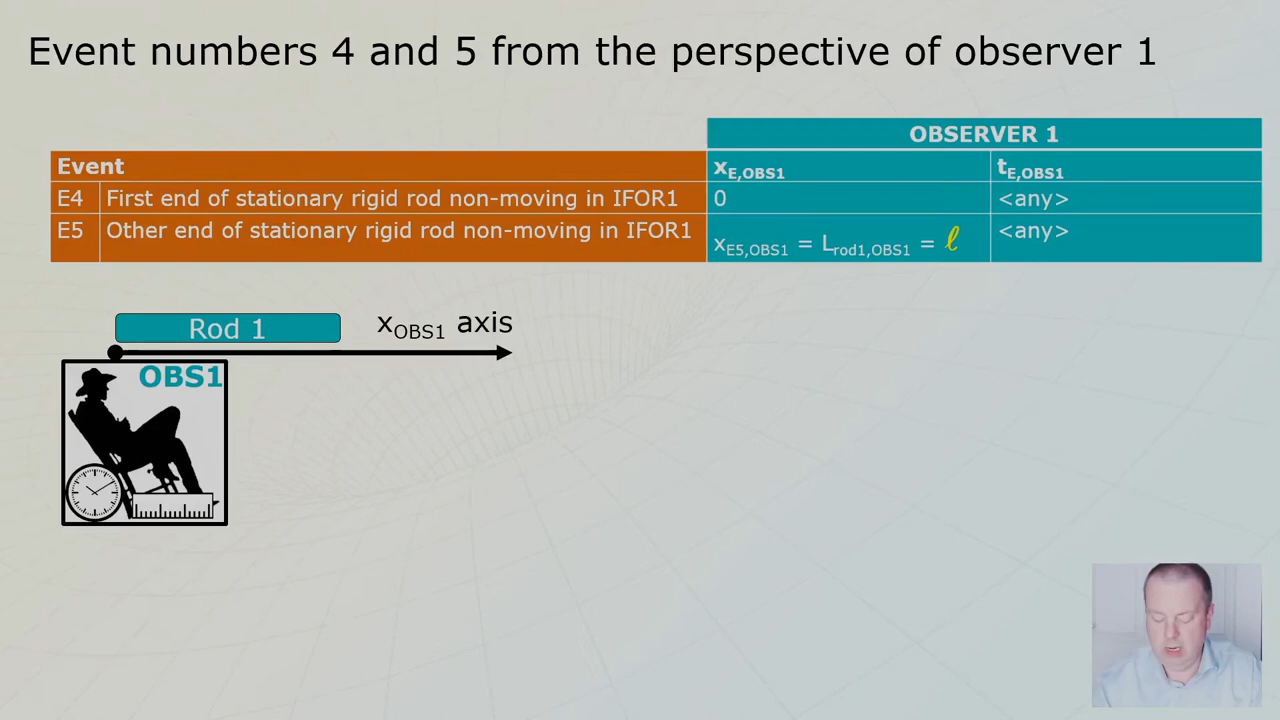 Event numbers 4 and 5 from the perspective of observer 1
OBSERVER 1
Event xE,OBS1 tE,OBS1
E4 First end of stationary rigid rod non-moving in IFOR1 0 <any>
E5 Other end of stationary rigid rod non-moving in IFOR1 xE5,OBS1 = Lrod1,OBS1 = ℓ <any>
Rod 1
xOBS1 axis
OBS1